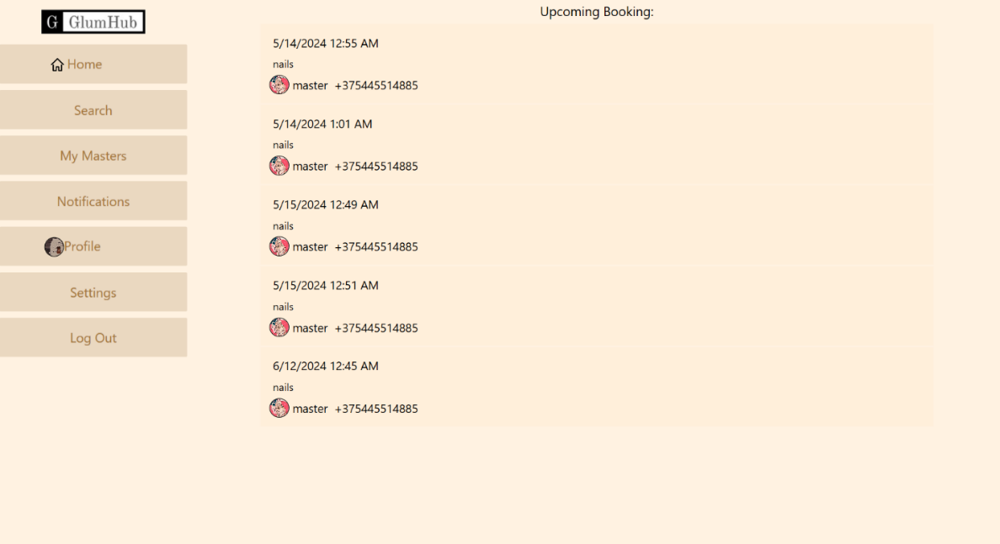 G GlumHub
Home
Search
My Masters
Notifications
Profile
Settings
Log Out
Upcoming Booking:
5/14/2024 12:55 AM
nails
master +375445514885
5/14/2024 1:01 AM
nails
master +375445514885
5/15/2024 12:49 AM
nails
master +375445514885
5/15/2024 12:51 AM
nails
master +375445514885
6/12/2024 12:45 AM
nails
master +375445514885